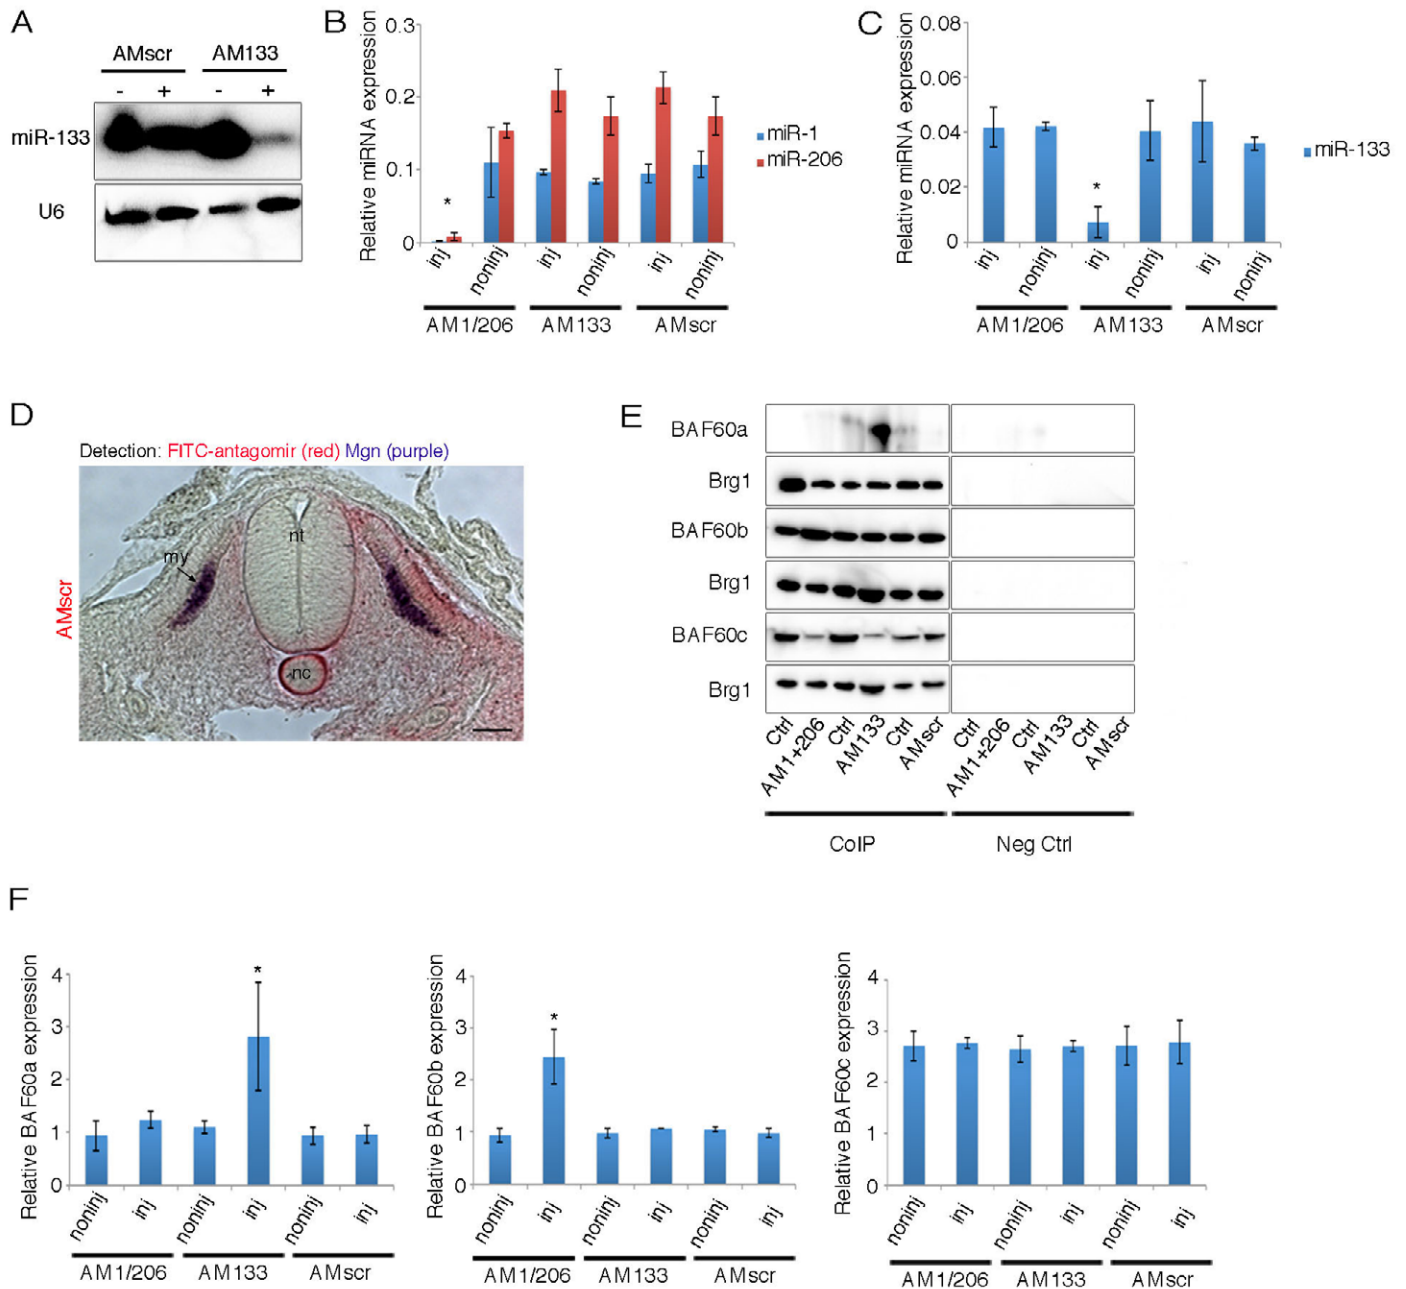 A
AMscr AM133
- + - +
miR-133
U6
B
Relative miRNA expression
0.3
0.2
0.1
0
*
inj noninj inj noninj inj noninj
AM1/206 AM133 AMscr
miR-1
miR-206
C
Relative miRNA expression
0.08
0.06
0.04
0.02
0
*
inj noninj inj noninj inj noninj
AM1/206 AM133 AMscr
miR-133
D
Detection: FITC-antagomir (red) Mgn (purple)
AMscr
my
nt
nc
E
BAF60a
Brg1
BAF60b
Brg1
BAF60c
Brg1
Ctrl AM1+206 Ctrl AM133 Ctrl AMscr Ctrl AM1+206 Ctrl AM133 Ctrl AMscr
CoIP Neg Ctrl
F
Relative BAF60a expression
4
3
2
1
0
*
noninj inj noninj inj noninj inj
AM1/206 AM133 AMscr
Relative BAF60b expression
4
3
2
1
0
*
noninj inj noninj inj noninj inj
AM1/206 AM133 AMscr
Relative BAF60c expression
4
3
2
1
0
noninj inj noninj inj noninj inj
AM1/206 AM133 AMscr